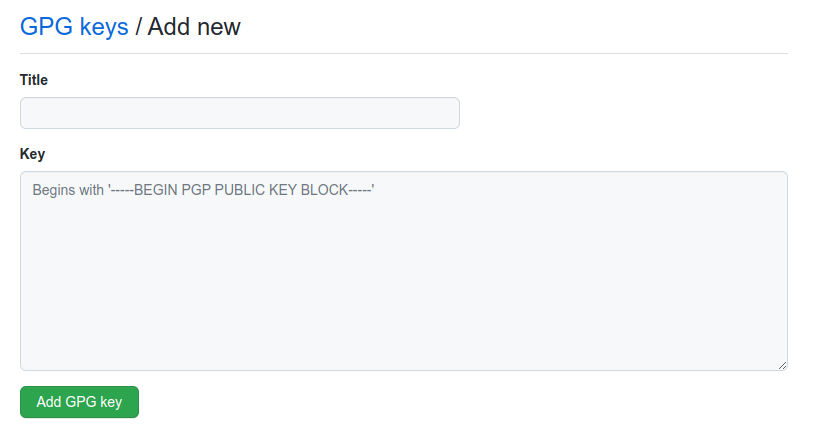 GPG keys / Add new
Title
Key
Begins with '-----BEGIN PGP PUBLIC KEY BLOCK-----'
Add GPG key